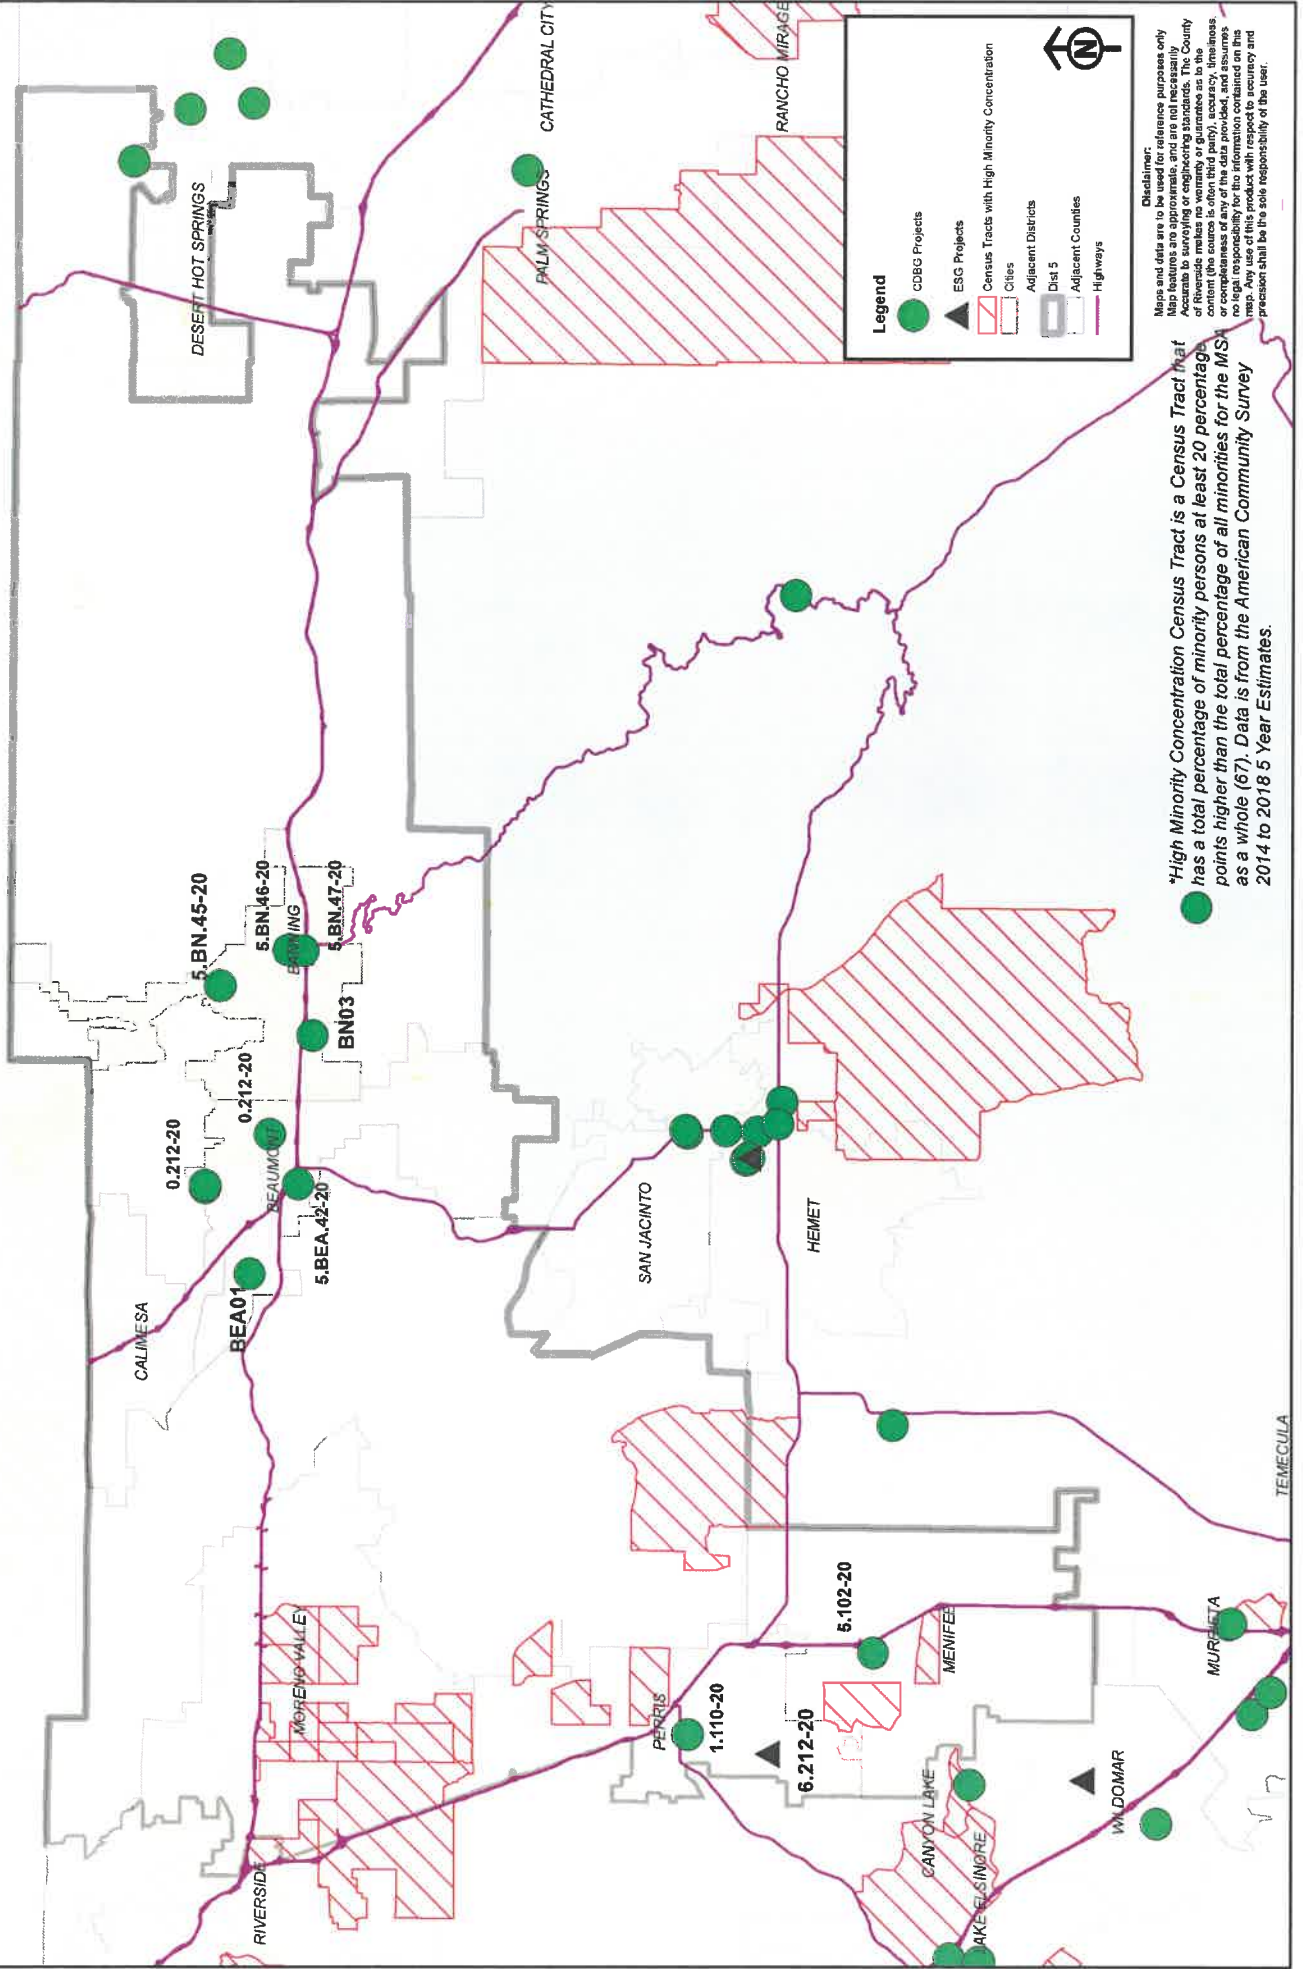 DESERT HOT SPRINGS
CATHEDRAL CITY
PALM SPRINGS
RANCHO MIRAGE
5.BN.45-20
5.BN.46-20
BANNING
5.BN.47-20
BN03
0.212-20
0.212-20
BEAUMONT
5.BEA.42-20
CALIMESA
BEA01
SAN JACINTO
HEMET
MORENO VALLEY
RIVERSIDE
PERRIS
1.110-20
6.212-20
5.102-20
MENIFEE
CANYON LAKE
LAKE ELSINORE
WILDOMAR
MURRIETA
TEMECULA
Legend
CDBG Projects
ESG Projects
Census Tracts with High Minority Concentration
Cities
Adjacent Districts
Dist 5
Adjacent Counties
Highways
N
Disclaimer:
Maps and data are to be used for reference purposes only
Map features are approximate, and are not necessarily
Accurate to surveying or engineering standards. The County
of Riverside makes no warranty or guarantee as to the
content (the source is often third party), accuracy, timeliness,
or completeness of any of the data provided, and assumes
no legal responsibility for the information contained on this
map. Any use of this product with respect to accuracy and
precision shall be the sole responsibility of the user.
*High Minority Concentration Census Tract is a Census Tract that
has a total percentage of minority persons at least 20 percentage
points higher than the total percentage of all minorities for the MSA
as a whole (67). Data is from the American Community Survey
2014 to 2018 5 Year Estimates.